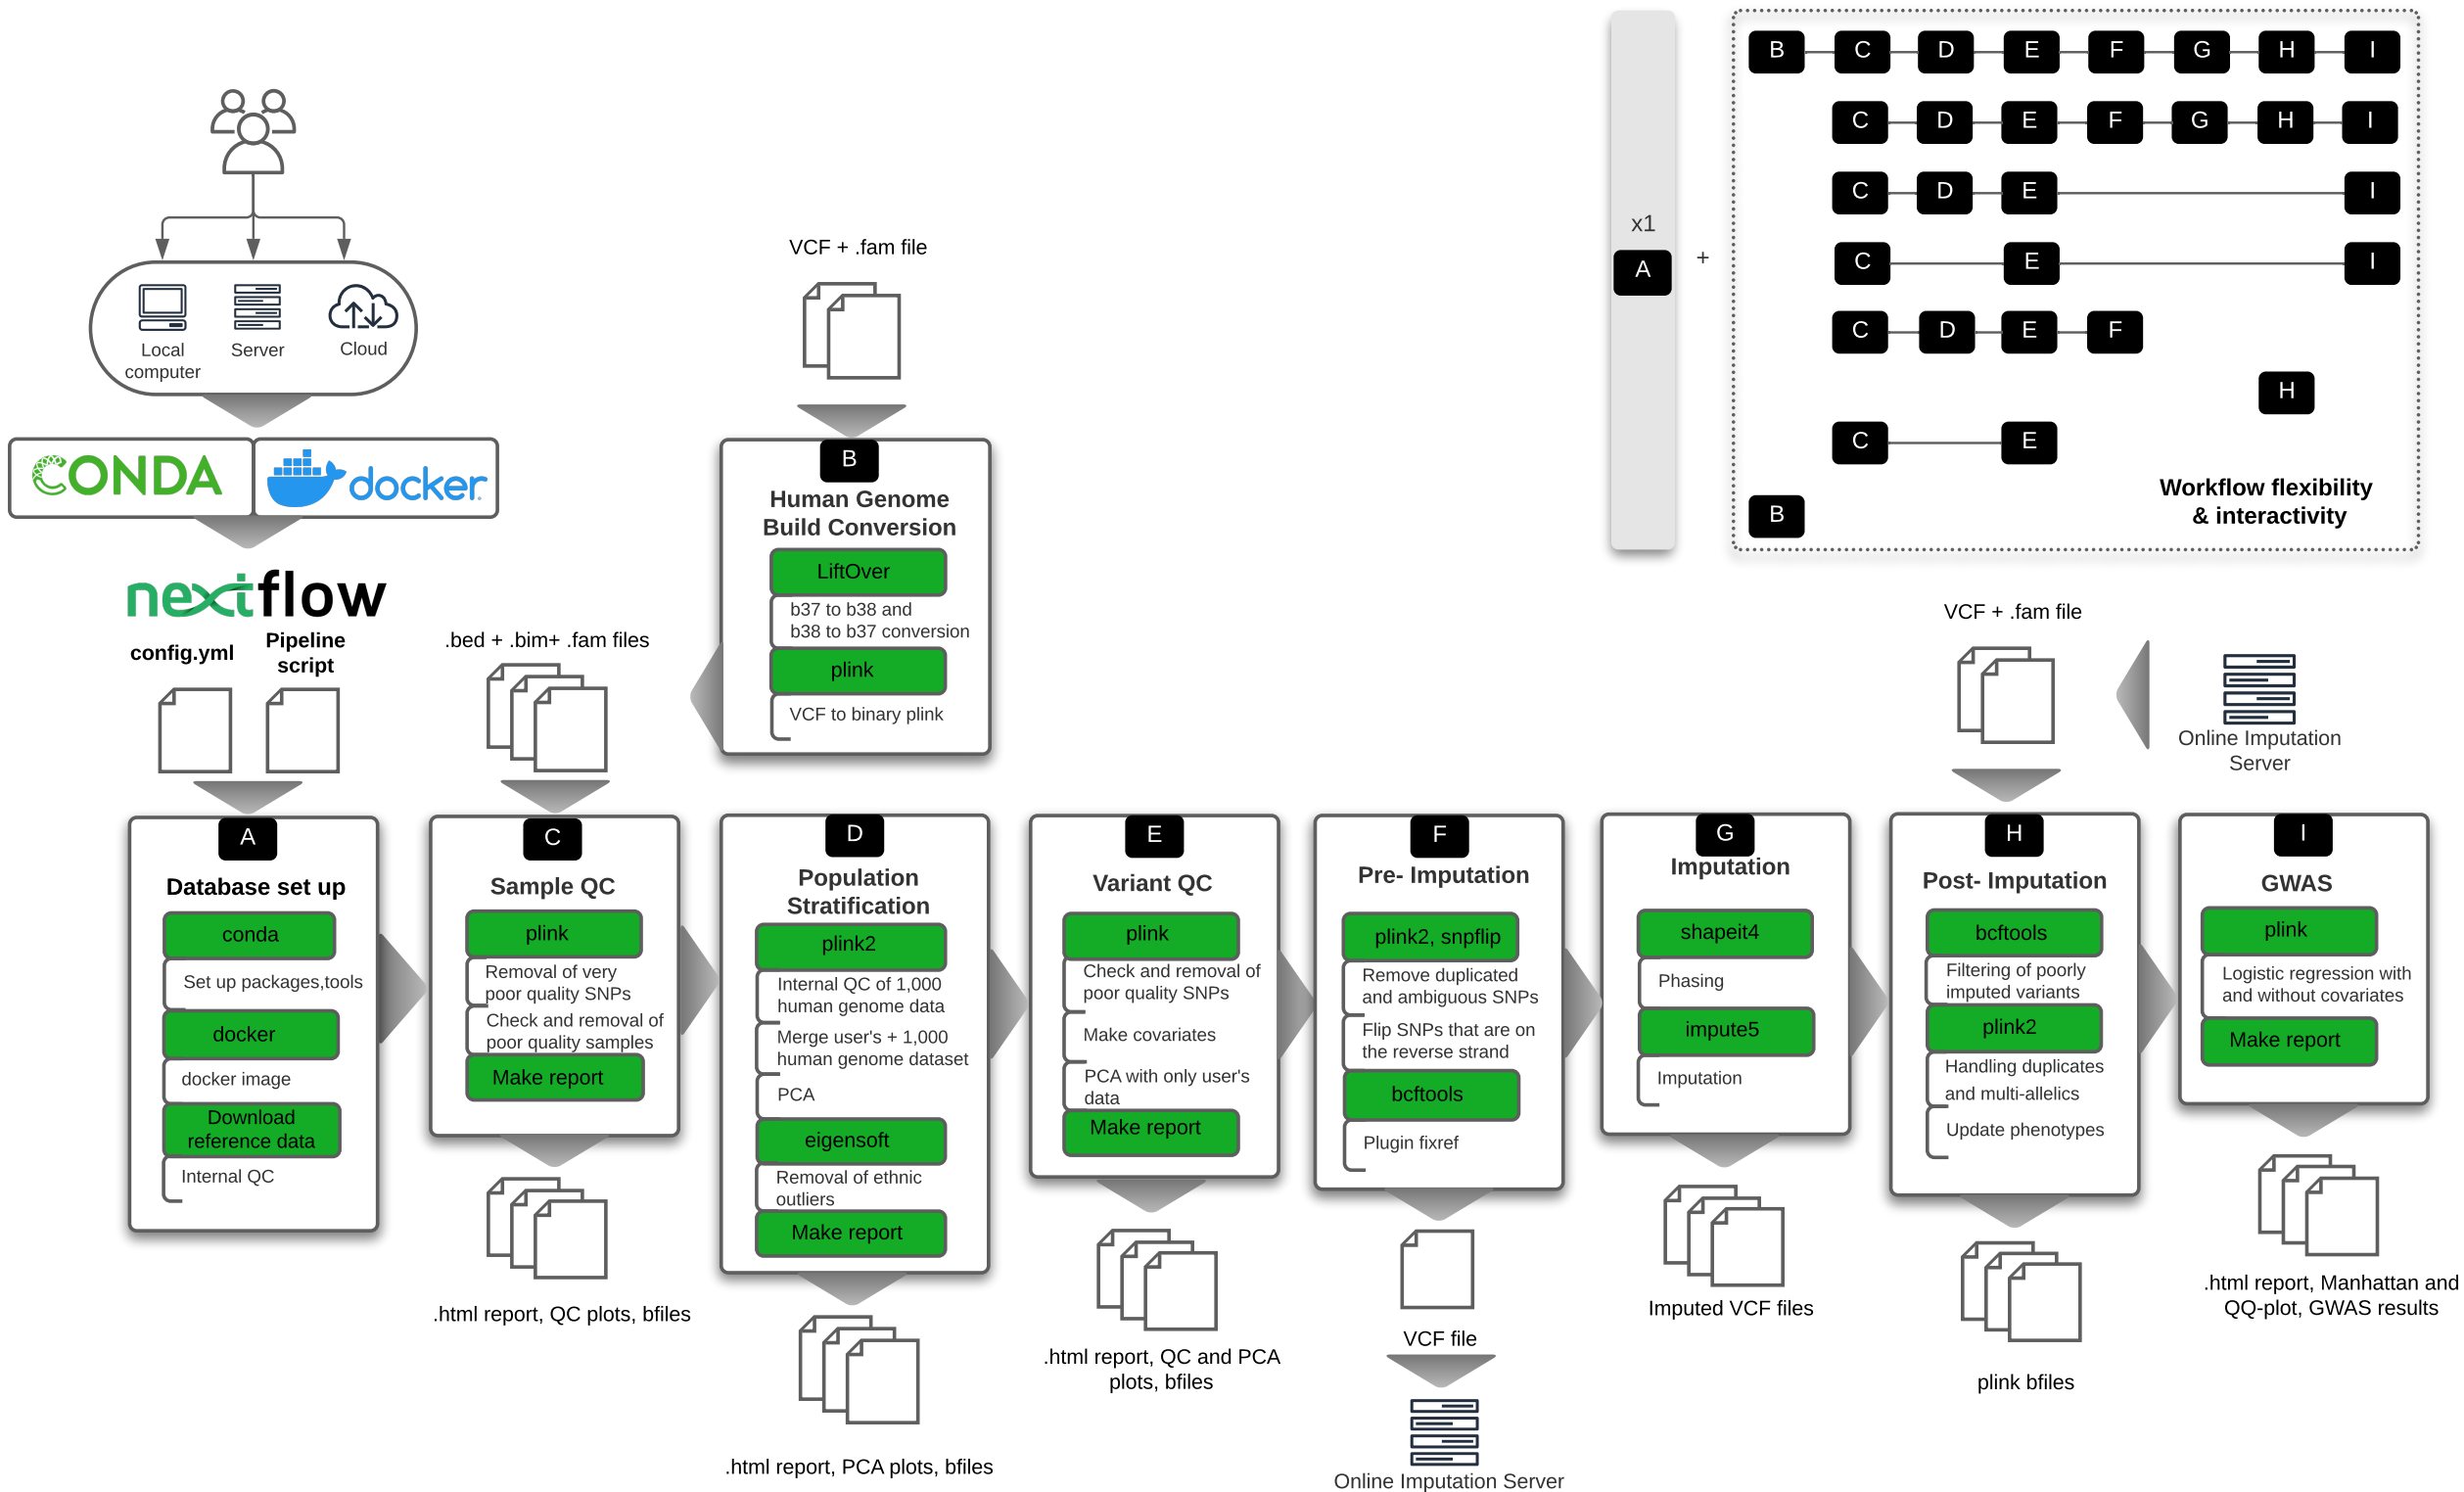 Local
computer
Server
Cloud
CONDA
docker
nextflow
config.yml
Pipeline
script
A
Database set up
conda
Set up packages,tools
docker
docker image
Download
reference data
Internal QC
VCF + .fam file
B
Human Genome
Build Conversion
LiftOver
b37 to b38 and
b38 to b37 conversion
plink
VCF to binary plink
.bed + .bim+ .fam files
C
Sample QC
plink
Removal of very
poor quality SNPs
Check and removal of
poor quality samples
Make report
.html report, QC plots, bfiles
D
Population
Stratification
plink2
Internal QC of 1,000
human genome data
Merge user's + 1,000
human genome dataset
PCA
eigensoft
Removal of ethnic
outliers
Make report
.html report, PCA plots, bfiles
E
Variant QC
plink
Check and removal of
poor quality SNPs
Make covariates
PCA with only user's
data
Make report
.html report, QC and PCA
plots, bfiles
F
Pre- Imputation
plink2, snpflip
Remove duplicated
and ambiguous SNPs
Flip SNPs that are on
the reverse strand
bcftools
Plugin fixref
VCF file
Online Imputation Server
G
Imputation
shapeit4
Phasing
impute5
Imputation
Imputed VCF files
VCF + .fam file
Online Imputation
Server
H
Post- Imputation
bcftools
Filtering of poorly
imputed variants
plink2
Handling duplicates
and multi-allelics
Update phenotypes
plink bfiles
I
GWAS
plink
Logistic regression with
and without covariates
Make report
.html report, Manhattan and
QQ-plot, GWAS results
x1
A
+
B C D E F G H I
C D E F G H I
C D E I
C E I
C D E F
H
C E
B
Workflow flexibility
& interactivity